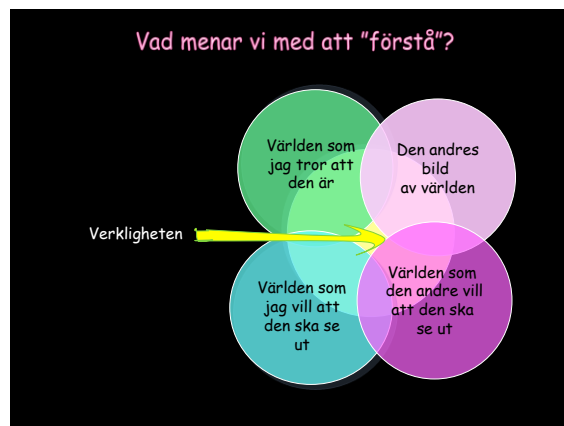 Vad menar vi med att ”förstå”?
Världen som
jag tror att
den är
Den andres
bild
av världen
Verkligheten
Världen som
jag vill att
den ska se
ut
Världen som
den andre vill
att den ska
se ut